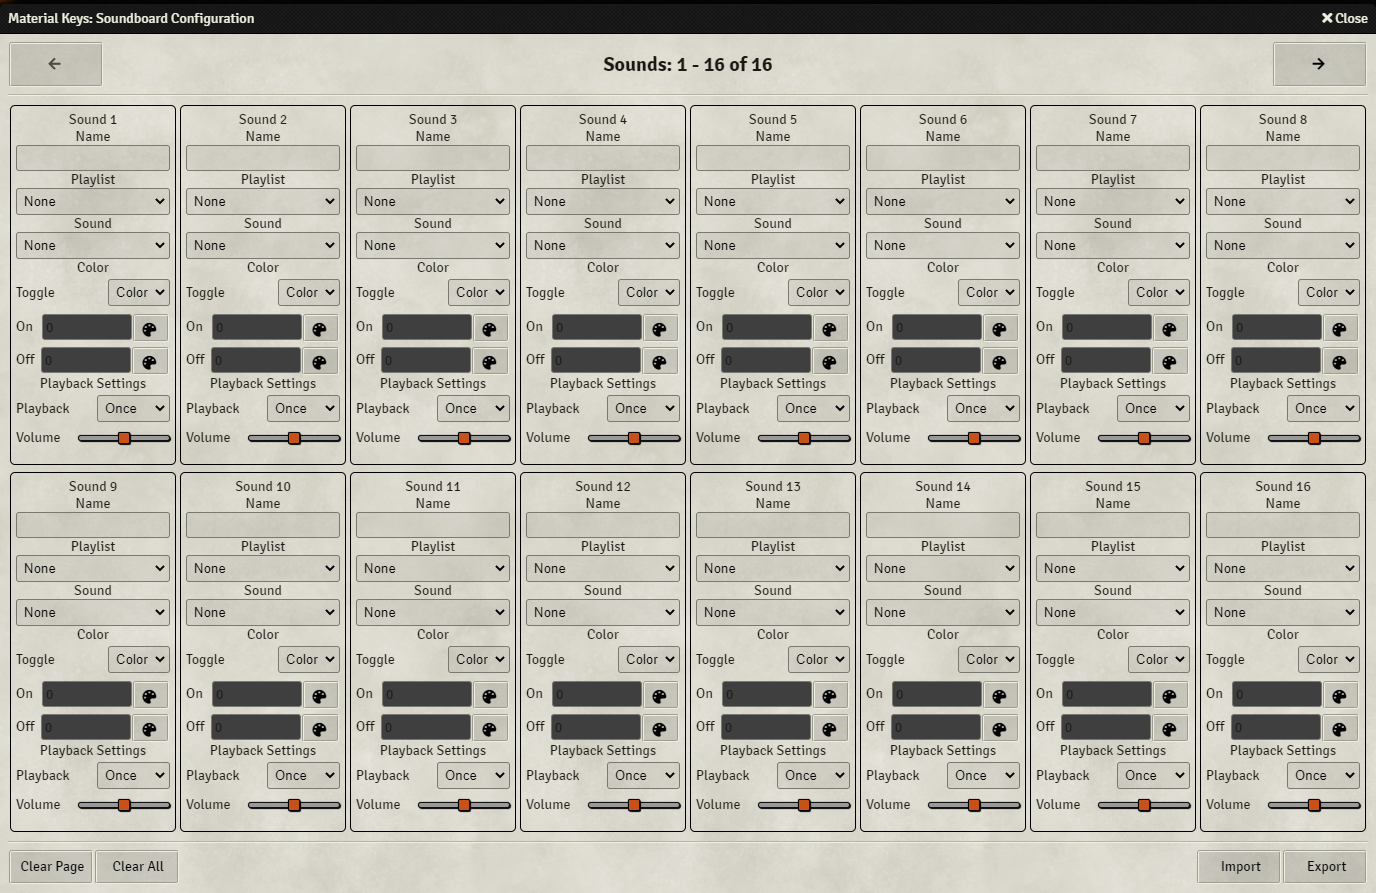 Material Keys: Soundboard Configuration Close
Sounds: 1 - 16 of 16
Sound 1 Sound 2 Sound 3 Sound 4 Sound 5 Sound 6 Sound 7 Sound 8
Name Name Name Name Name Name Name Name
Playlist Playlist Playlist Playlist Playlist Playlist Playlist Playlist
None None None None None None None None
Sound Sound Sound Sound Sound Sound Sound Sound
None None None None None None None None
Color Color Color Color Color Color Color Color
Toggle Color Toggle Color Toggle Color Toggle Color Toggle Color Toggle Color Toggle Color Toggle Color
On 0 On 0 On 0 On 0 On 0 On 0 On 0 On 0
Off 0 Off 0 Off 0 Off 0 Off 0 Off 0 Off 0 Off 0
Playback Settings Playback Settings Playback Settings Playback Settings Playback Settings Playback Settings Playback Settings Playback Settings
Playback Once Playback Once Playback Once Playback Once Playback Once Playback Once Playback Once Playback Once
Volume Volume Volume Volume Volume Volume Volume Volume
Sound 9 Sound 10 Sound 11 Sound 12 Sound 13 Sound 14 Sound 15 Sound 16
Name Name Name Name Name Name Name Name
Playlist Playlist Playlist Playlist Playlist Playlist Playlist Playlist
None None None None None None None None
Sound Sound Sound Sound Sound Sound Sound Sound
None None None None None None None None
Color Color Color Color Color Color Color Color
Toggle Color Toggle Color Toggle Color Toggle Color Toggle Color Toggle Color Toggle Color Toggle Color
On 0 On 0 On 0 On 0 On 0 On 0 On 0 On 0
Off 0 Off 0 Off 0 Off 0 Off 0 Off 0 Off 0 Off 0
Playback Settings Playback Settings Playback Settings Playback Settings Playback Settings Playback Settings Playback Settings Playback Settings
Playback Once Playback Once Playback Once Playback Once Playback Once Playback Once Playback Once Playback Once
Volume Volume Volume Volume Volume Volume Volume Volume
Clear Page Clear All Import Export